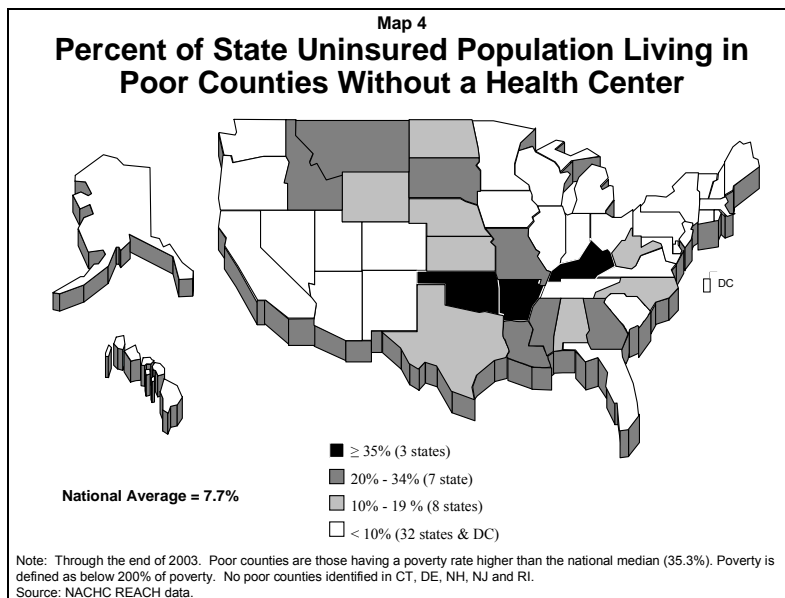 Map 4
Percent of State Uninsured Population Living in
Poor Counties Without a Health Center
DC
≥ 35% (3 states)
20% - 34% (7 state)
10% - 19 % (8 states)
< 10% (32 states & DC)
National Average = 7.7%
Note: Through the end of 2003. Poor counties are those having a poverty rate higher than the national median (35.3%). Poverty is
defined as below 200% of poverty. No poor counties identified in CT, DE, NH, NJ and RI.
Source: NACHC REACH data.